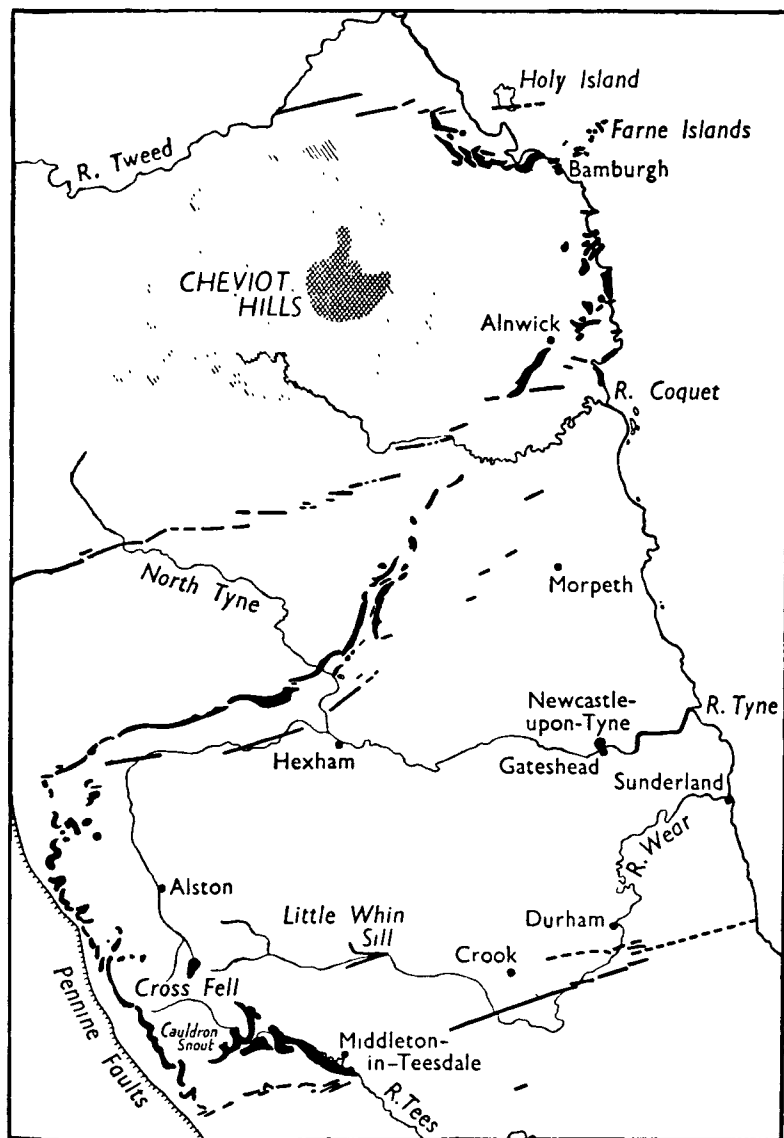 Holy Island
Farne Islands
R. Tweed
Bamburgh
CHEVIOT
HILLS
Alnwick
R. Coquet
North Tyne
Morpeth
Newcastle-
upon-Tyne
R. Tyne
Hexham
Gateshead
Sunderland
R. Wear
Alston
Little Whin
Sill
Durham
Crook
Cross Fell
Pennine Faults
Cauldron
Snout
Middleton-
in-Teesdale
R. Tees